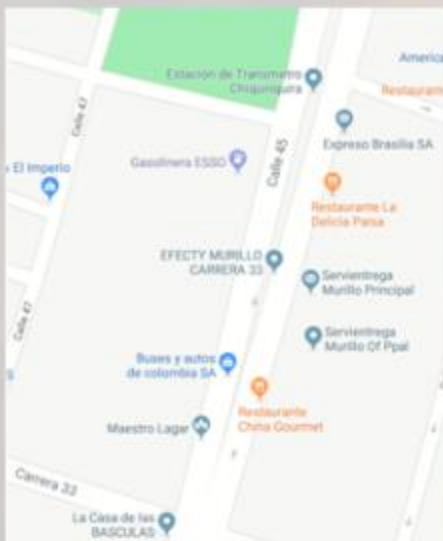 Estación de Transmetro
Chiquinquira
America
Restaurant
Calle 47
Calle 45
Expreso Brasilia SA
Gasolinera ESSO
El Imperio
Restaurante La
Delicia Paisa
EFECTY MURILLO
CARRERA 33
Servientrega
Murillo Principal
Calle 47
Servientrega
Murillo Of Ppal
Buses y autos
de colombia SA
S
Restaurante
China Gourmet
Maestro Lagar
Carrera 33
La Casa de las
BASCULAS